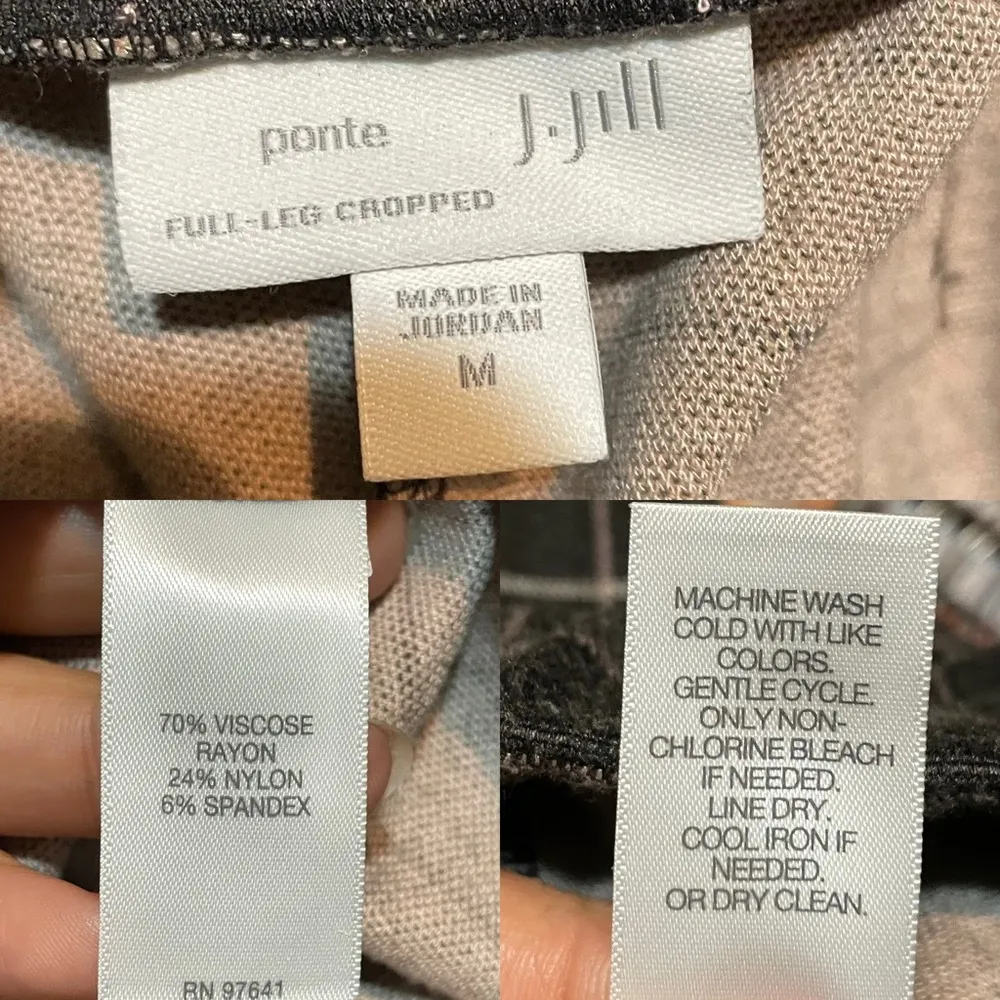 ponte J.Jill
FULL-LEG CROPPED
MADE IN
JORDAN
M
70% VISCOSE
RAYON
24% NYLON
6% SPANDEX
RN 97641
MACHINE WASH
COLD WITH LIKE
COLORS.
GENTLE CYCLE.
ONLY NON-
CHLORINE BLEACH
IF NEEDED.
LINE DRY.
COOL IRON IF
NEEDED.
OR DRY CLEAN.